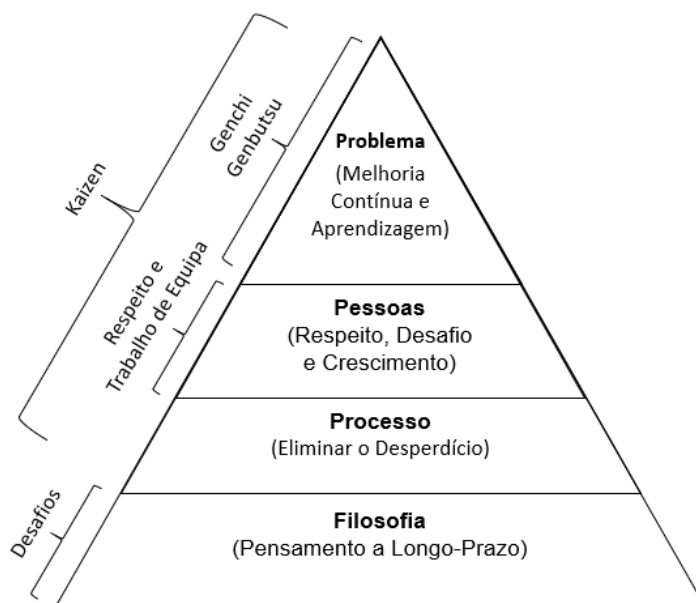 Kaizen
Genchi
Genbutsu
Respeito e
Trabalho de Equipa
Desafios
Problema
(Melhoria
Contínua e
Aprendizagem)
Pessoas
(Respeito, Desafio
e Crescimento)
Processo
(Eliminar o Desperdício)
Filosofia
(Pensamento a Longo-Prazo)